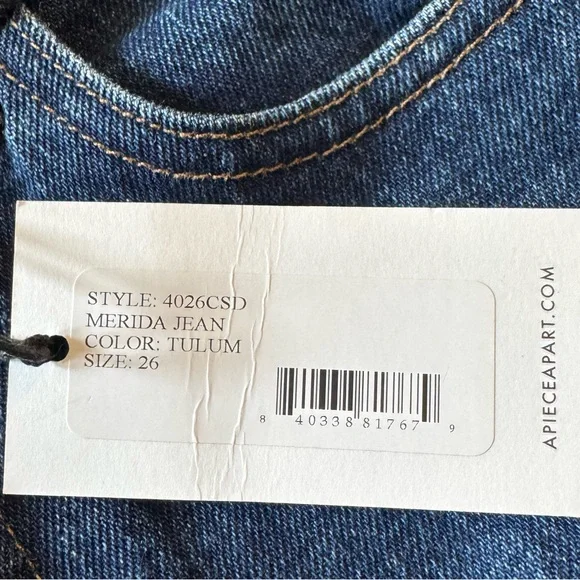 STYLE: 4026CSD
MERIDA JEAN
COLOR: TULUM
SIZE: 26
8 40338 81767 9
APIECEAPART.COM